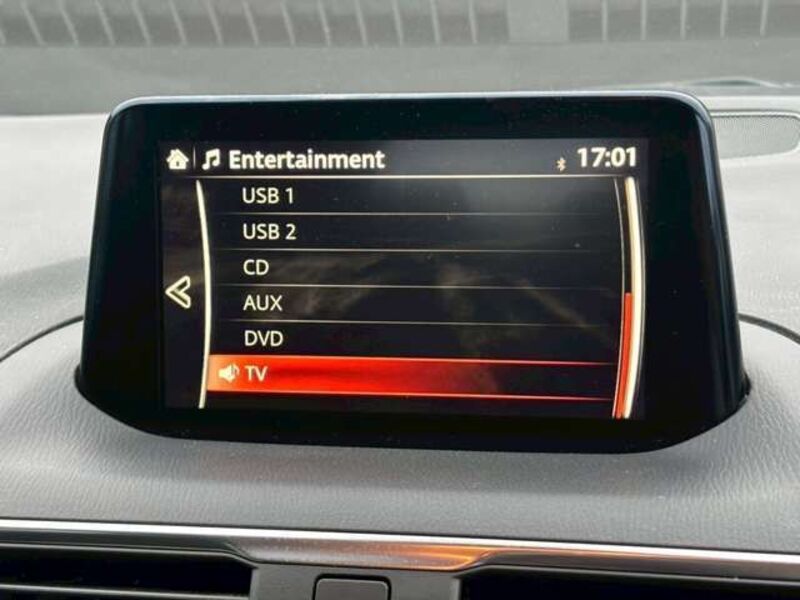 Entertainment 17:01
USB 1
USB 2
CD
AUX
DVD
TV